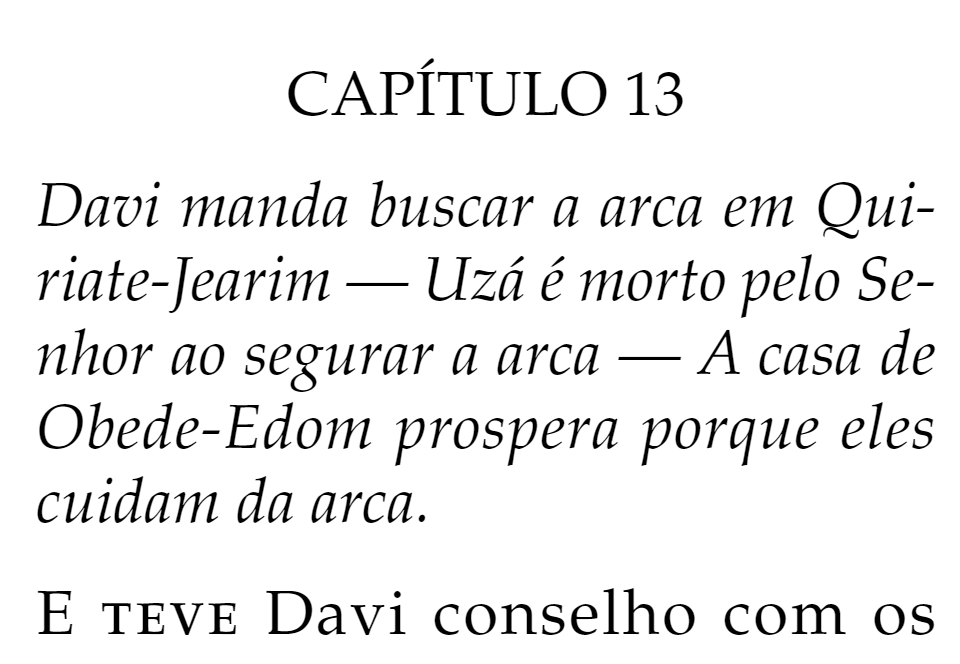 CAPÍTULO 13
Davi manda buscar a arca em Qui-
riate-Jearim — Uzá é morto pelo Se-
nhor ao segurar a arca — A casa de
Obede-Edom prospera porque eles
cuidam da arca.
E TEVE Davi conselho com os